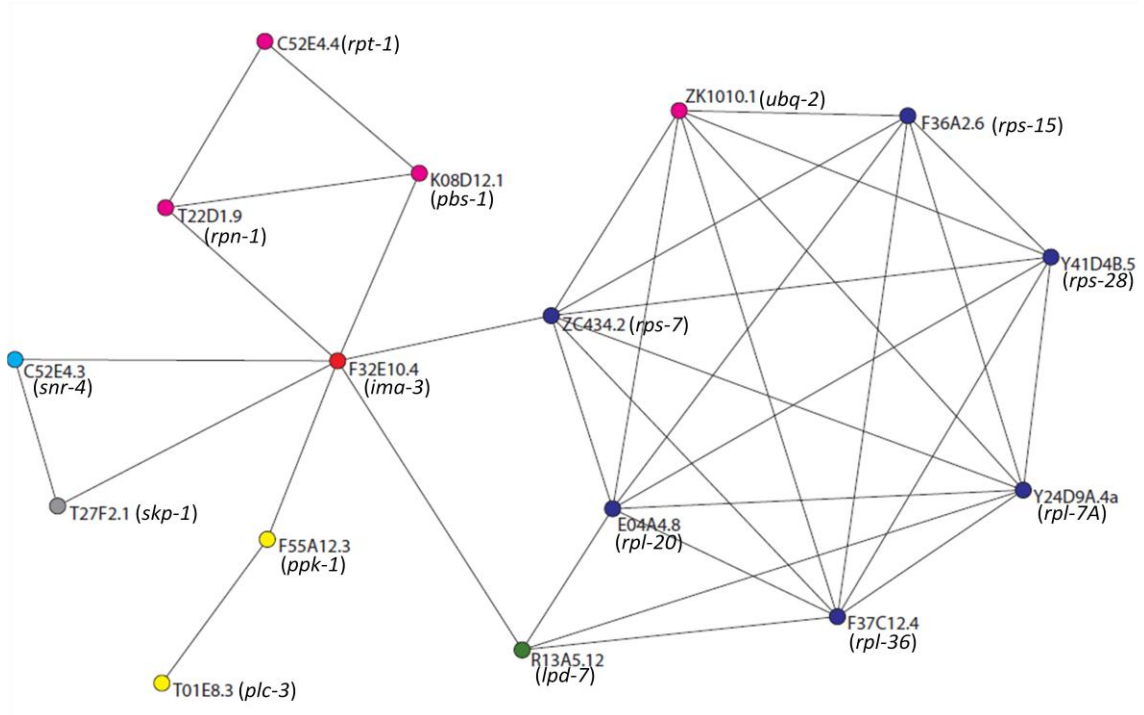 C52E4.4(rpt-1)
ZK1010.1(ubq-2)
F36A2.6 (rps-15)
K08D12.1
(pbs-1)
T22D1.9
(rpn-1)
Y41D4B.5
(rps-28)
ZC434.2(rps-7)
C52E4.3
(snr-4)
F32E10.4
(ima-3)
T27F2.1 (skp-1)
Y24D9A.4a
(rpl-7A)
E04A4.8
(rpl-20)
F55A12.3
(ppk-1)
F37C12.4
(rpl-36)
R13A5.12
(lpd-7)
T01E8.3 (plc-3)